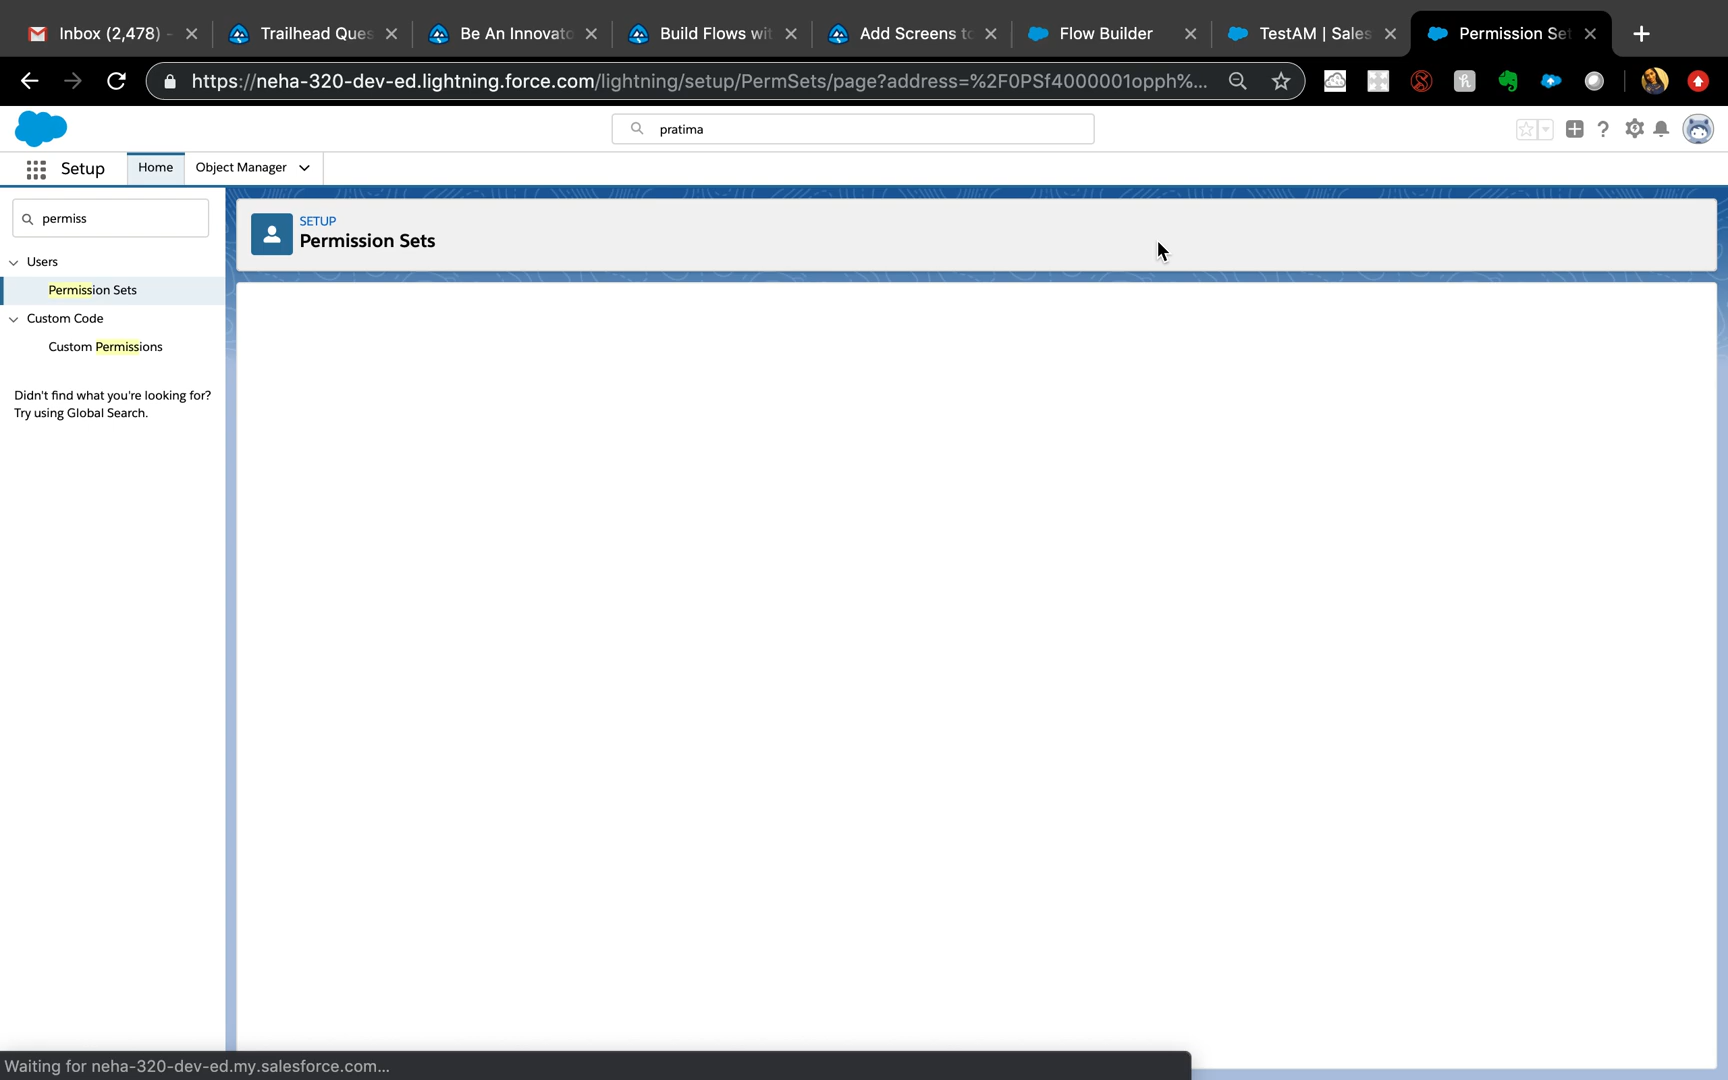 Inbox (2,478) -
Trailhead Ques
Be An Innovato
Build Flows wit
Add Screens to
Flow Builder
TestAM | Sales
Permission Set
https://neha-320-dev-ed.lightning.force.com/lightning/setup/PermSets/page?address=%2F0PSf4000001opph%...
pratima
Setup
Home
Object Manager
permiss
Users
Permission Sets
Custom Code
Custom Permissions
Didn't find what you're looking for?
Try using Global Search.
SETUP
Permission Sets
Waiting for neha-320-dev-ed.my.salesforce.com...